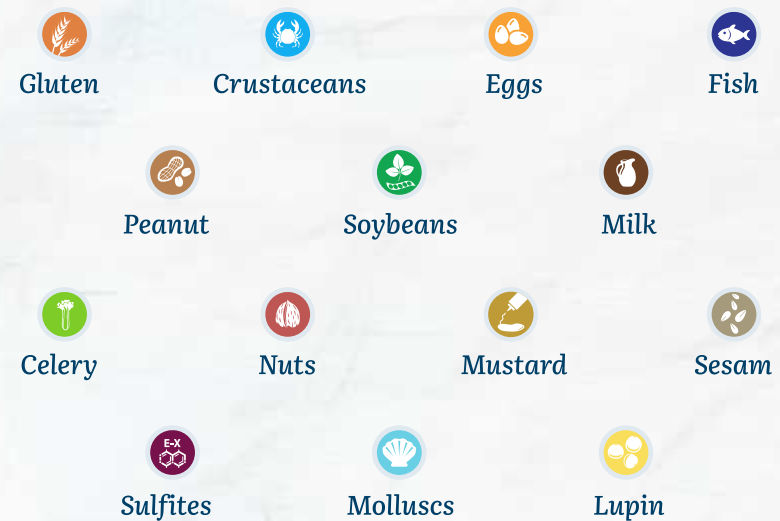 Gluten Crustaceans Eggs Fish
Peanut Soybeans Milk
Celery Nuts Mustard Sesam
E-X
Sulfites Molluscs Lupin